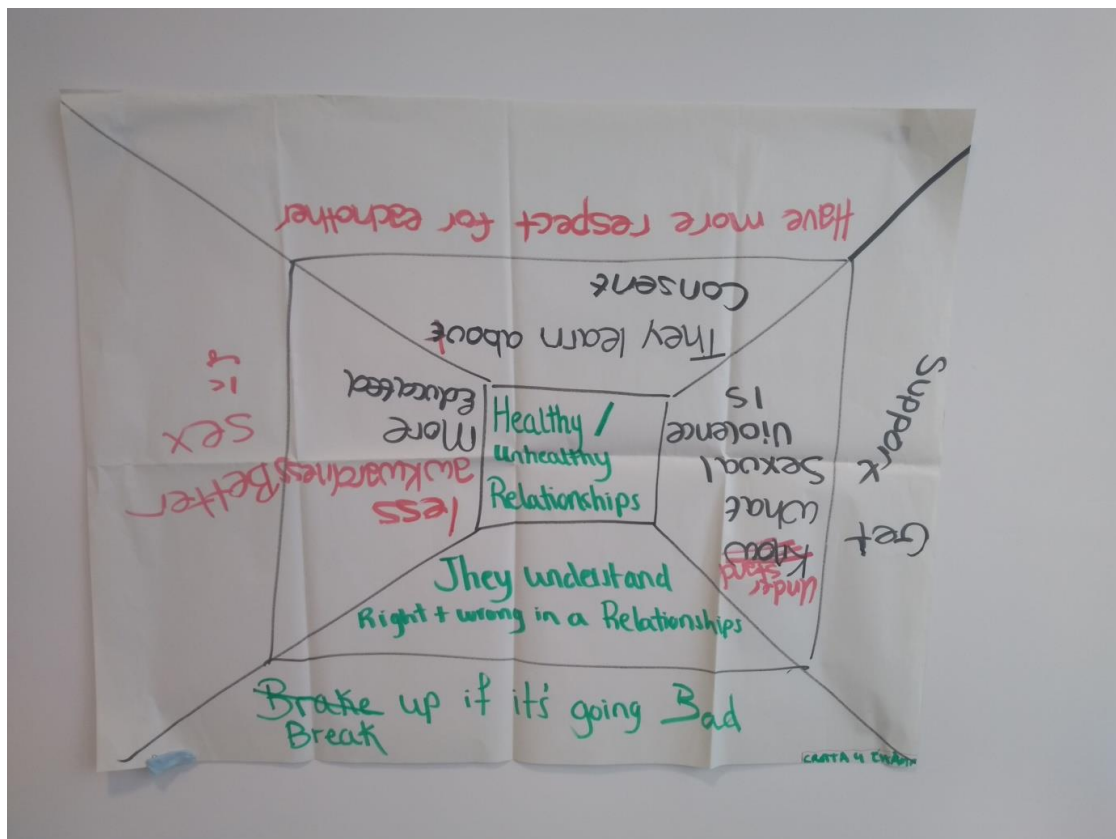 Healthy /
unhealthy
Relationships
They understand
Right + wrong in a Relationships
Brake up if it's going Bad
Break
They learn about
Consent
Have more respect for eachother
more
Educated
less
awkwardness
Better
sex
Under
stand
Know
what
Sexual
Violence
is
Get
Support